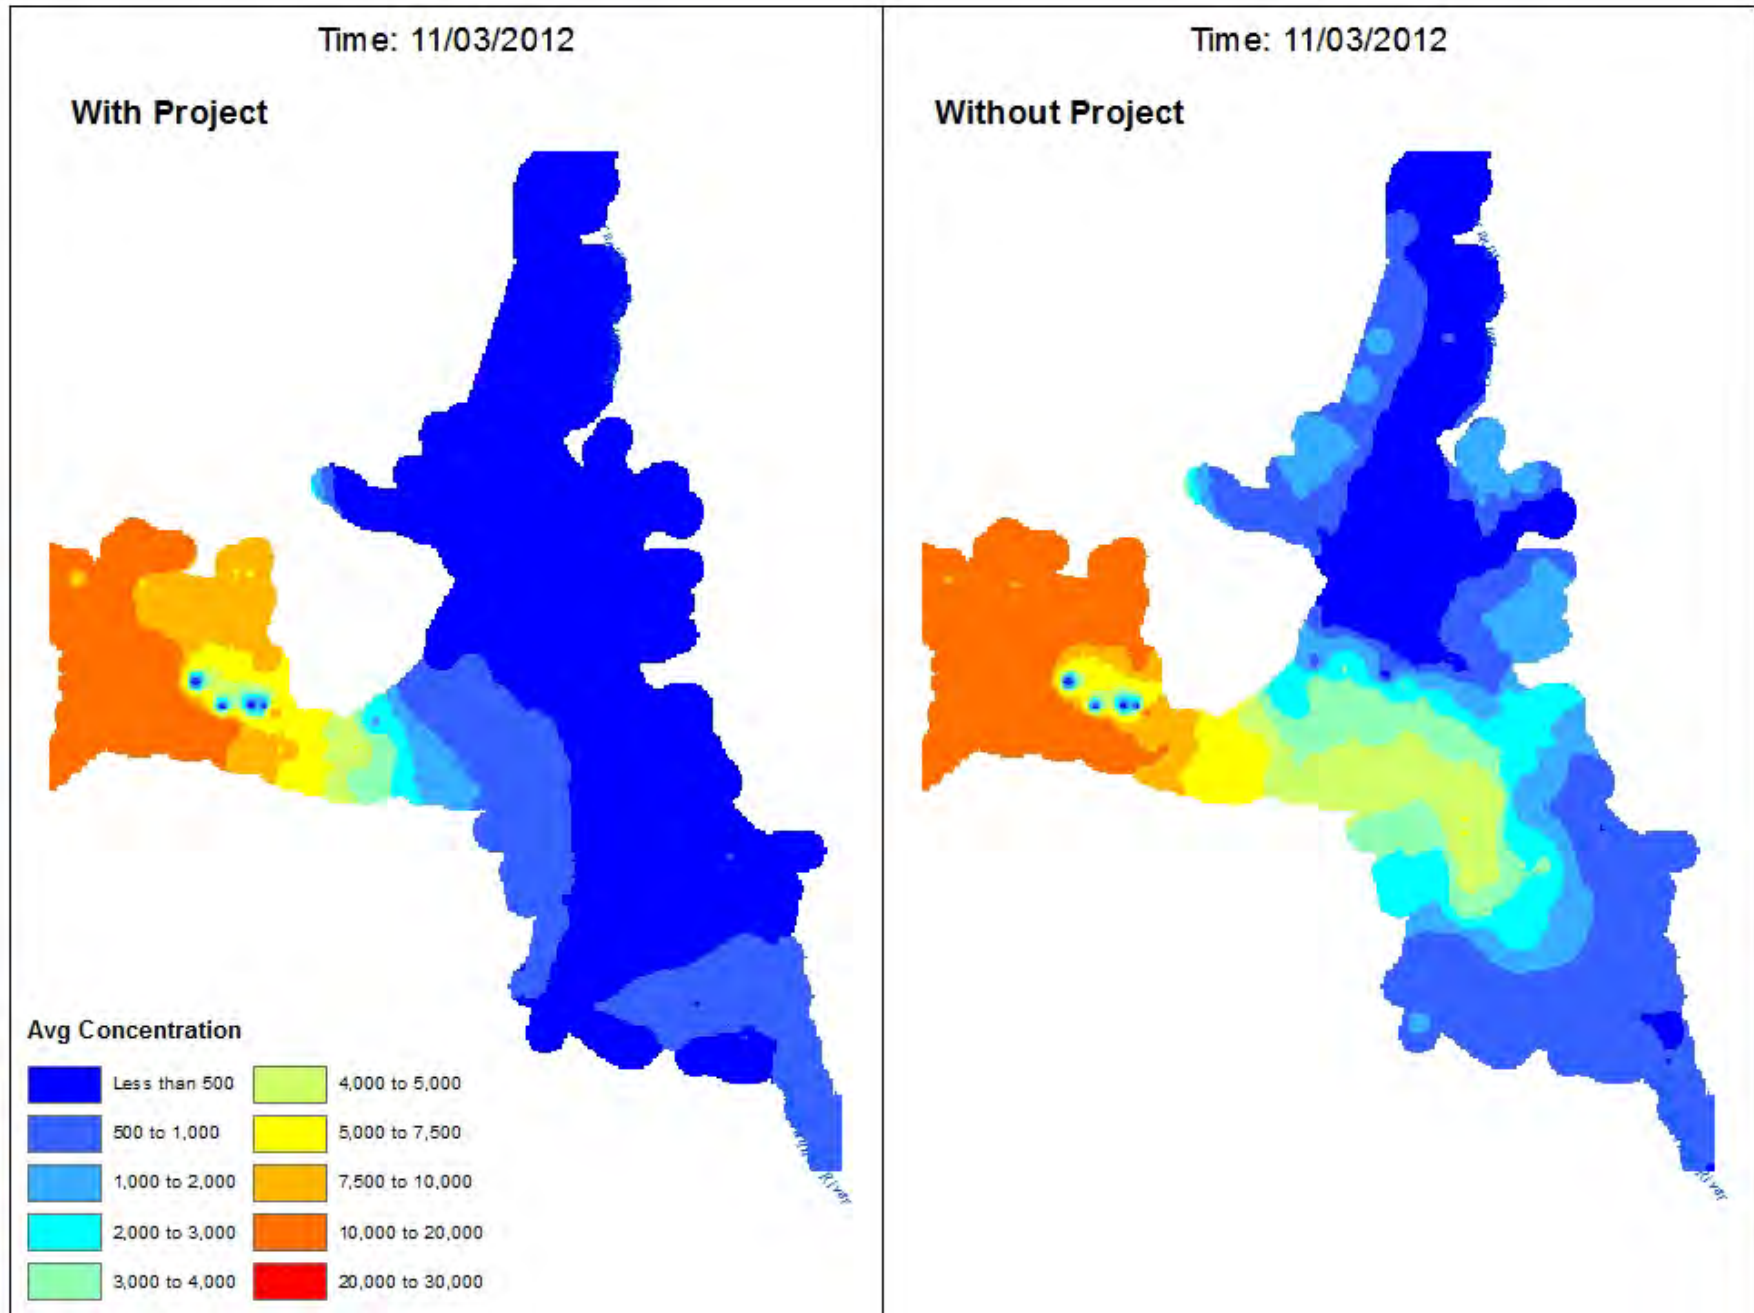 Time: 11/03/2012
With Project
Time: 11/03/2012
Without Project
Avg Concentration
Less than 500
500 to 1,000
1,000 to 2,000
2,000 to 3,000
3,000 to 4,000
4,000 to 5,000
5,000 to 7,500
7,500 to 10,000
10,000 to 20,000
20,000 to 30,000
River
River